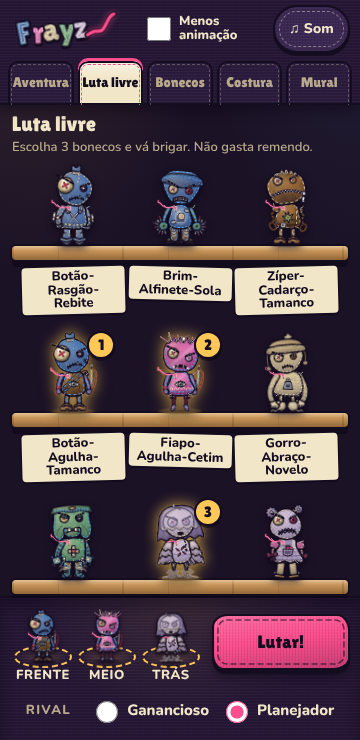 Frayz
Menos
animação
♫ Som
Aventura
Luta livre
Bonecos
Costura
Mural
Luta livre
Escolha 3 bonecos e vá brigar. Não gasta remendo.
Botão-
Rasgão-
Rebite
Brim-
Alfinete-Sola
Zíper-
Cadarço-
Tamanco
1
2
Botão-
Agulha-
Tamanco
Fiapo-
Agulha-Cetim
Gorro-
Abraço-
Novelo
3
FRENTE
MEIO
TRÁS
Lutar!
RIVAL
Ganancioso
Planejador